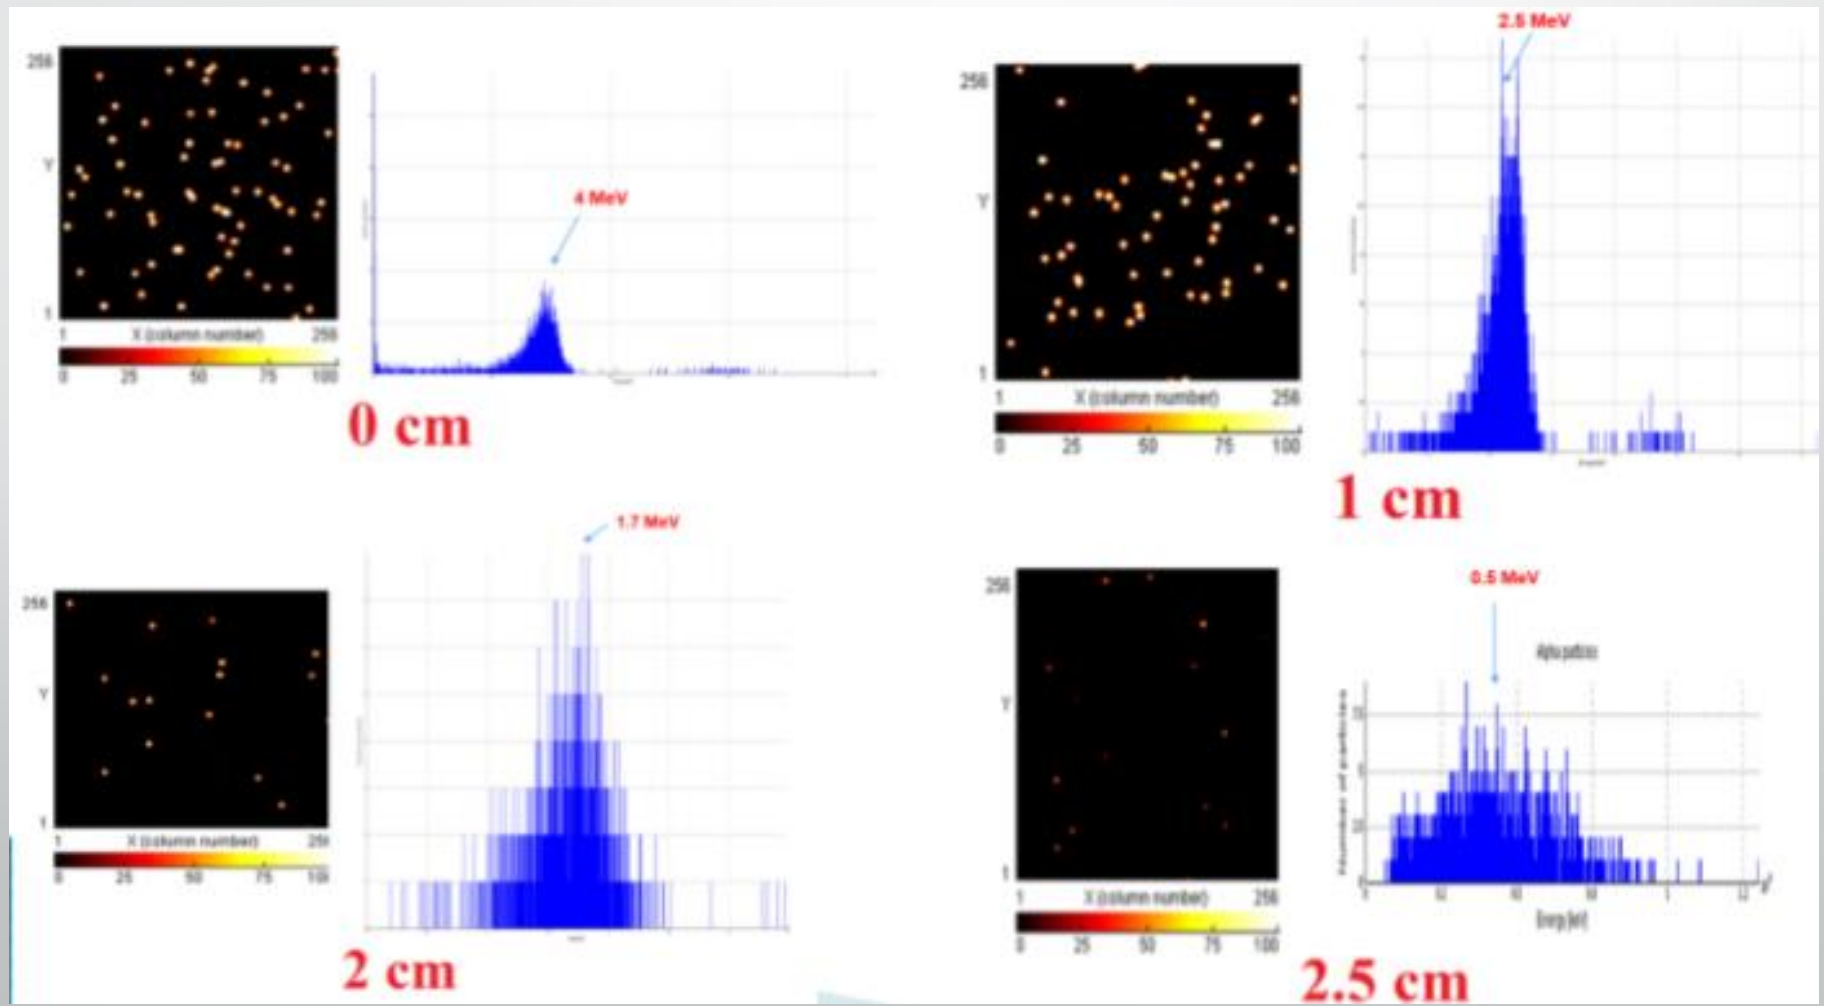 256
Y
1
1 X (column number) 256
0 25 50 75 100
4 MeV
0 cm
2.5 MeV
256
Y
1
1 X (column number) 256
0 25 50 75 100
1 cm
1.7 MeV
256
Y
1
1 X (column number)
0 25 50 75
2 cm
0.5 MeV
256
Y
1
1 X (column number) 256
0 25 50 75 100
Alpha particles
Number of particles
2.5 cm